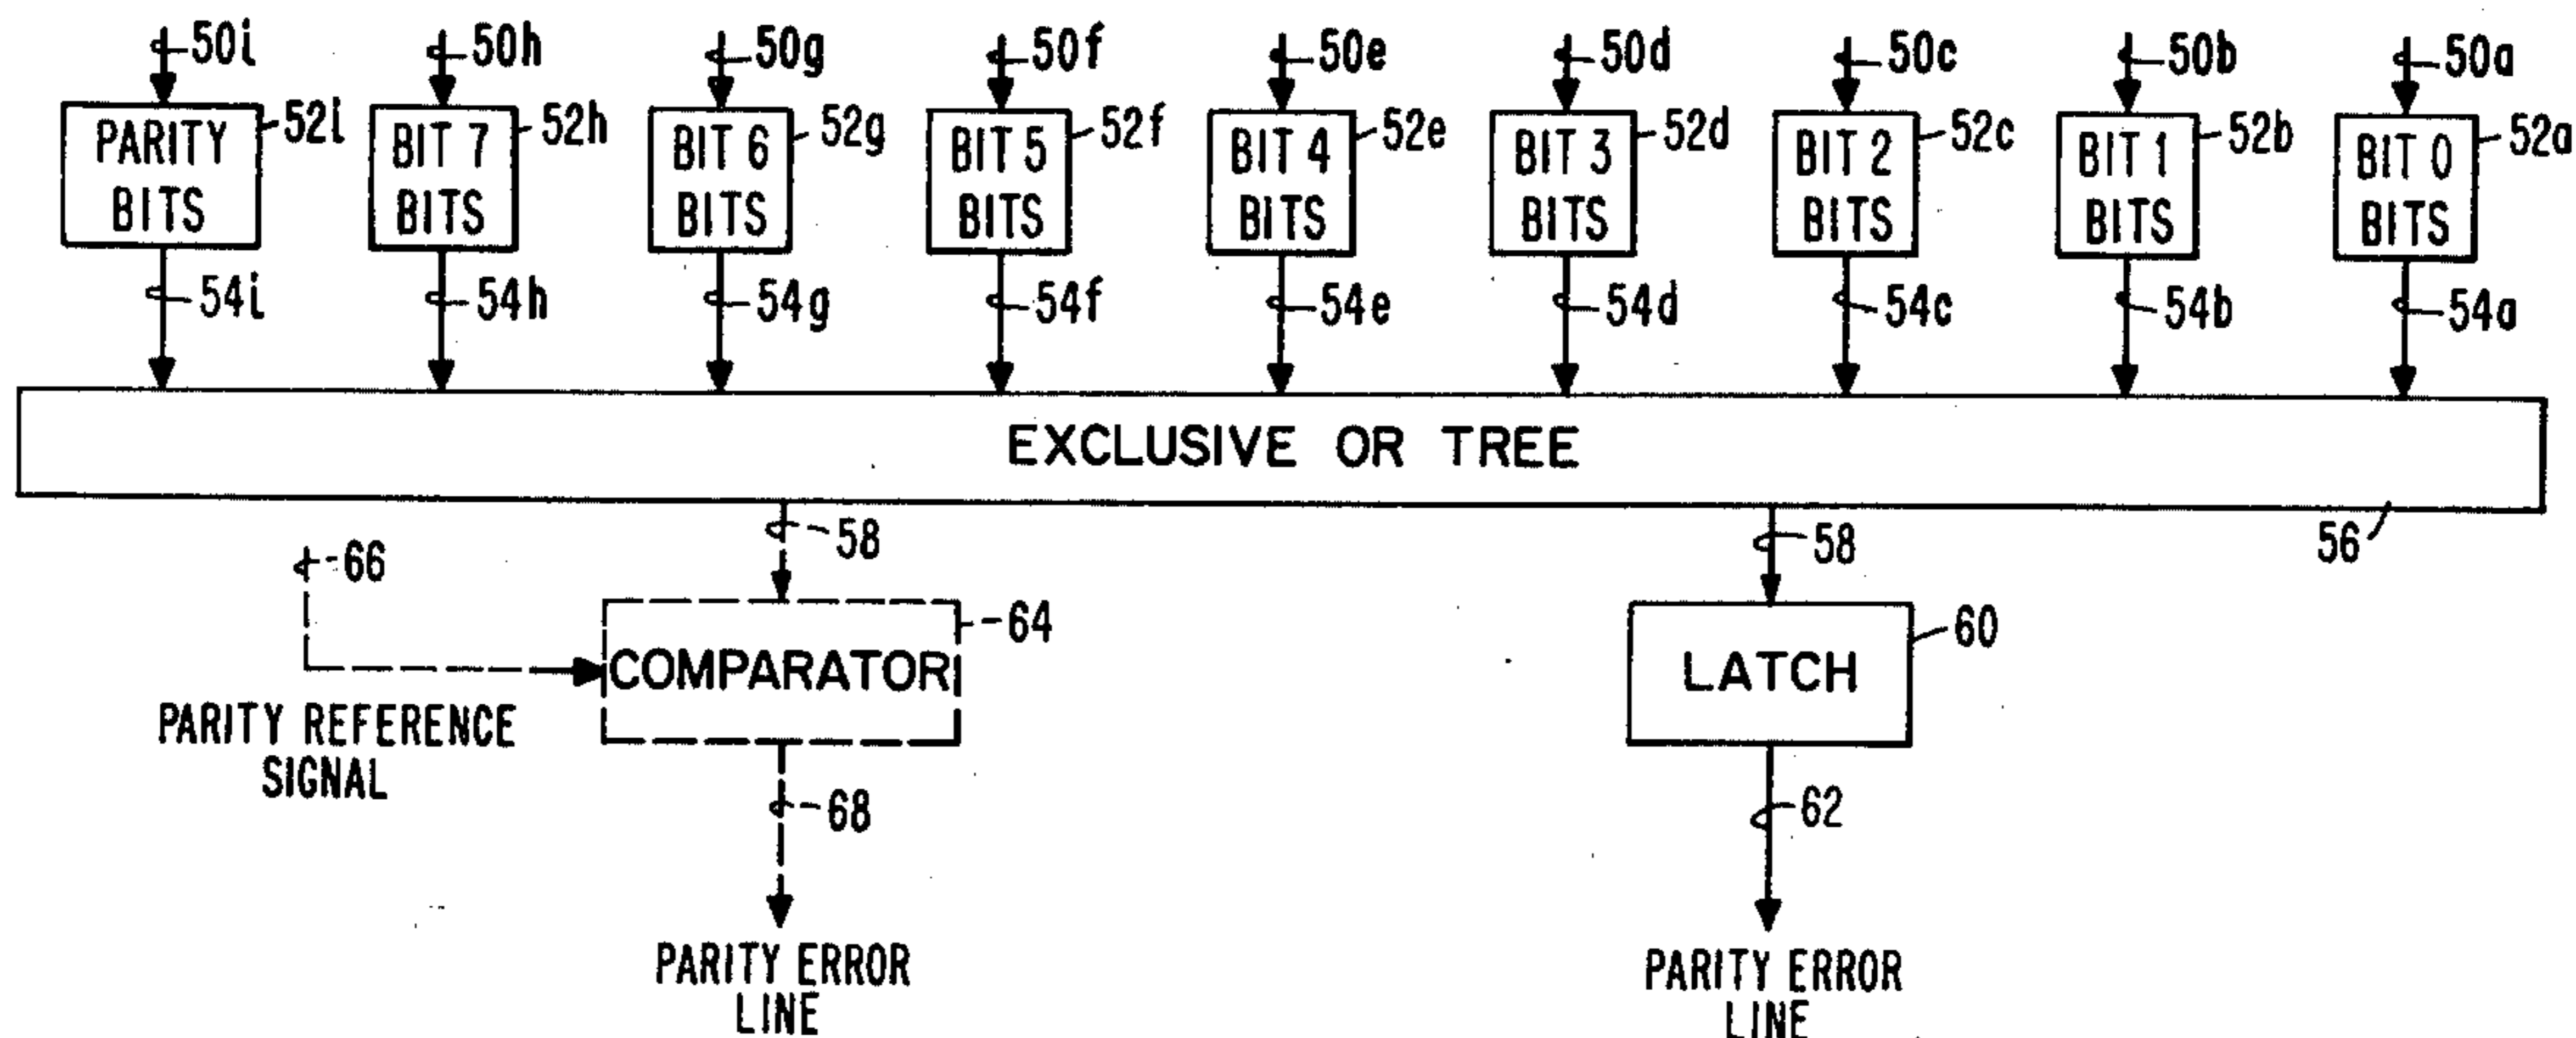 50i 50h 50g 50f 50e 50d 50c 50b 50a
PARITY BITS 52i BIT 7 BITS 52h BIT 6 BITS 52g BIT 5 BITS 52f BIT 4 BITS 52e BIT 3 BITS 52d BIT 2 BITS 52c BIT 1 BITS 52b BIT 0 BITS 52a
54i 54h 54g 54f 54e 54d 54c 54b 54a
EXCLUSIVE OR TREE
58 58 56
66
64 60
COMPARATOR LATCH
PARITY REFERENCE
SIGNAL
68 62
PARITY ERROR
LINE
PARITY ERROR
LINE